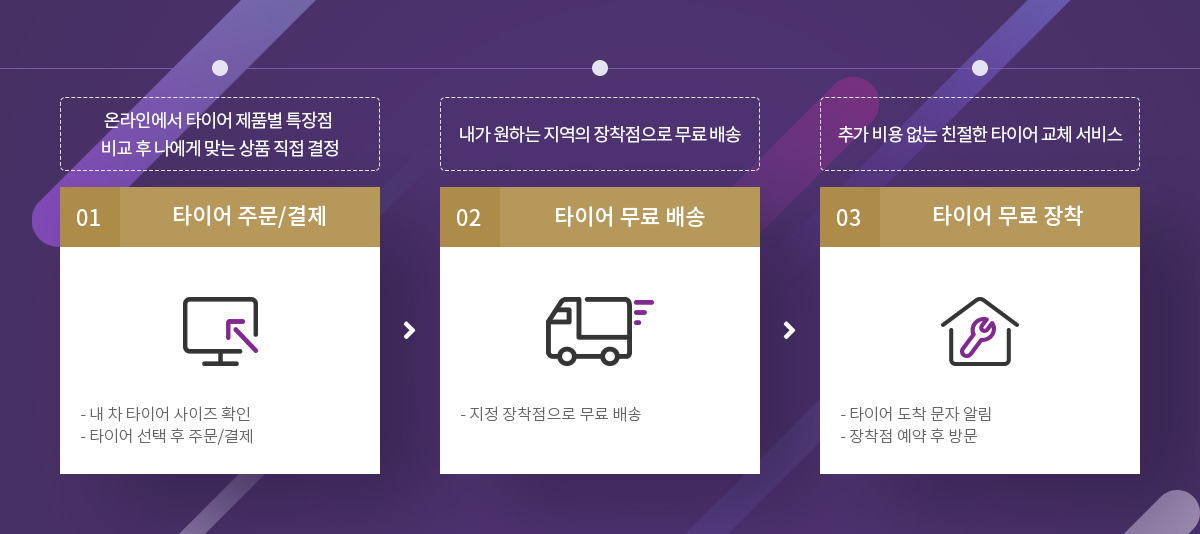 온라인에서 타이어 제품별 특장점
비교 후 나에게 맞는 상품 직접 결정
01
타이어 주문/결제
- 내 차 타이어 사이즈 확인
- 타이어 선택 후 주문/결제
내가 원하는 지역의 장착점으로 무료 배송
02
타이어 무료 배송
- 지정 장착점으로 무료 배송
추가 비용 없는 친절한 타이어 교체 서비스
03
타이어 무료 장착
- 타이어 도착 문자 알림
- 장착점 예약 후 방문